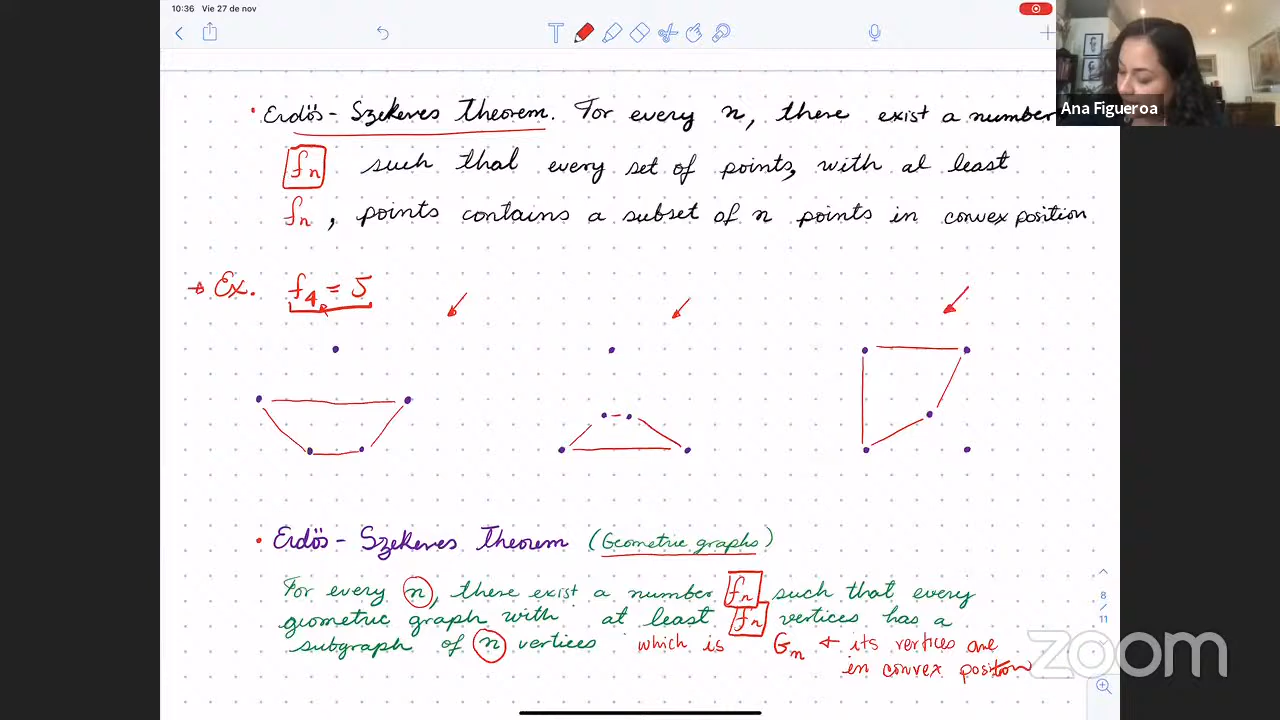 10:36 Vie 27 de nov
Ana Figueroa
• Erdös - Szekeres Theorem. For every n, there exist a number
fn such that every set of points, with at least
fn, points contains a subset of n points in convex position
→ Ex. f4 = 5
• Erdös - Szekeres Theorem (Geometric graphs)
For every n, there exist a number fn such that every
geometric graph with at least fn vertices has a
subgraph of n vertices which is Gn + its vertices are
in convex position
8
/
11
zoom